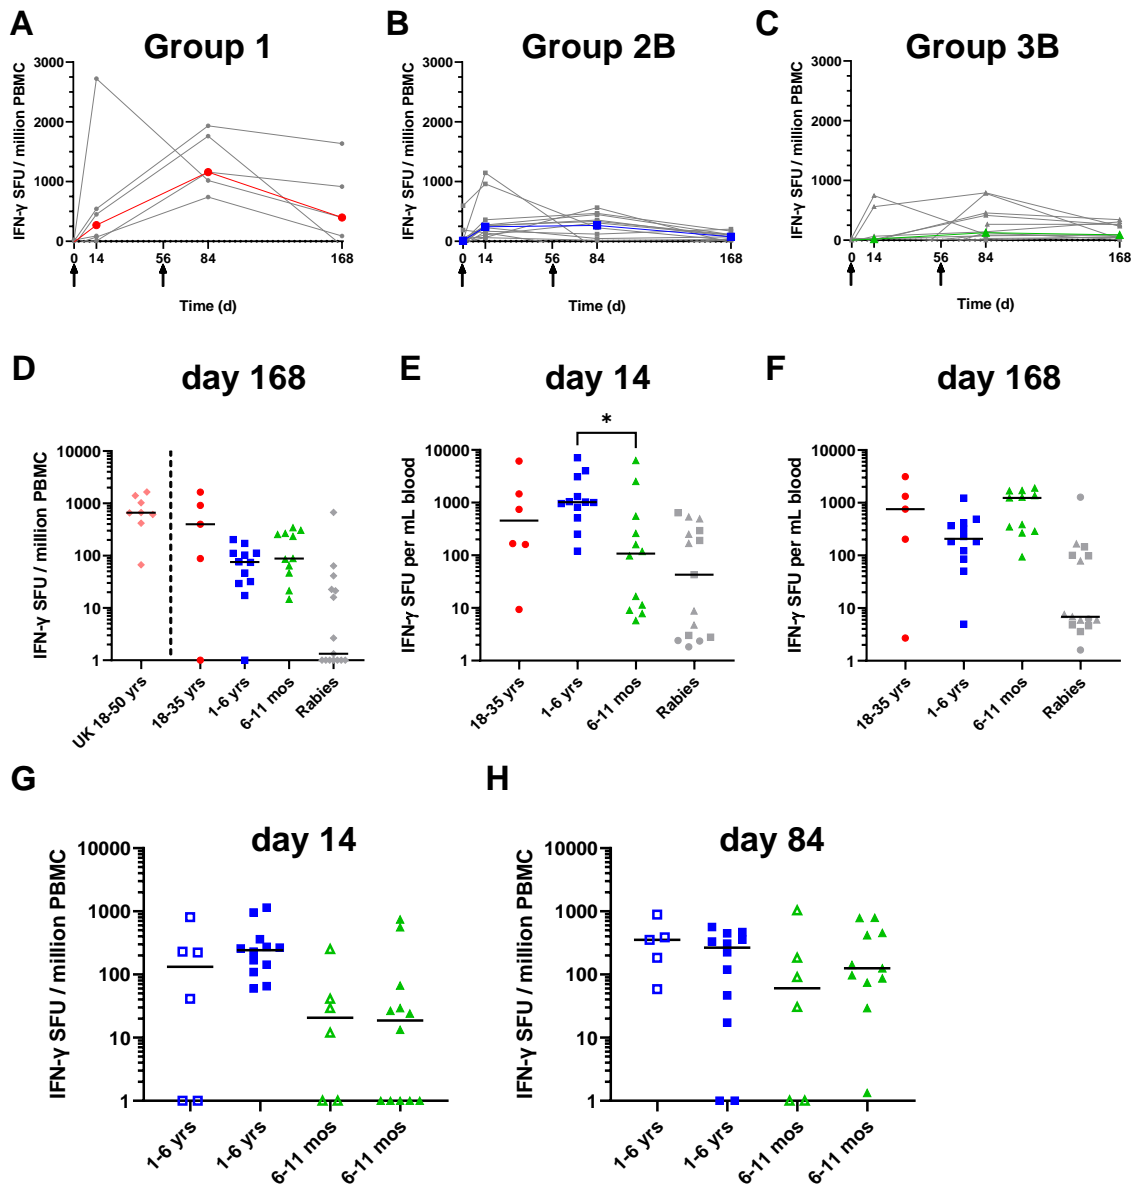 A
Group 1
IFN-γ SFU / million PBMC
3000
2000
1000
0
0 14 56 84 168
Time (d)
B
Group 2B
IFN-γ SFU / million PBMC
3000
2000
1000
0
0 14 56 84 168
Time (d)
C
Group 3B
IFN-γ SFU / million PBMC
3000
2000
1000
0
0 14 56 84 168
Time (d)
D
day 168
IFN-γ SFU / million PBMC
10000
1000
100
10
1
UK 18-50 yrs
18-35 yrs
1-6 yrs
6-11 mos
Rabies
E
day 14
*
IFN-γ SFU per mL blood
10000
1000
100
10
1
18-35 yrs
1-6 yrs
6-11 mos
Rabies
F
day 168
IFN-γ SFU per mL blood
10000
1000
100
10
1
18-35 yrs
1-6 yrs
6-11 mos
Rabies
G
day 14
IFN-γ SFU / million PBMC
10000
1000
100
10
1
1-6 yrs
1-6 yrs
6-11 mos
6-11 mos
H
day 84
IFN-γ SFU / million PBMC
10000
1000
100
10
1
1-6 yrs
1-6 yrs
6-11 mos
6-11 mos